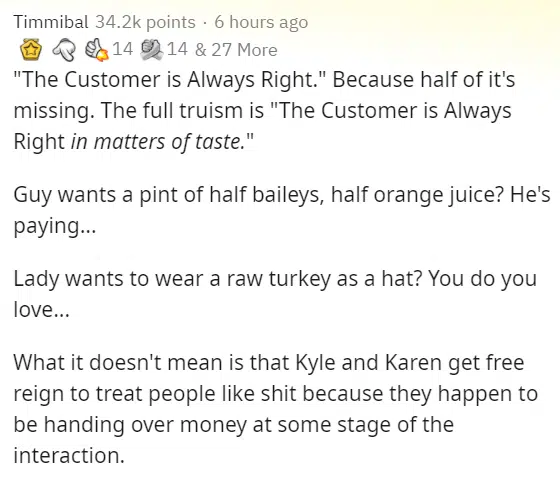 Timmibal 34.2k points · 6 hours ago
14 14 & 27 More
"The Customer is Always Right." Because half of it's
missing. The full truism is "The Customer is Always
Right in matters of taste."
Guy wants a pint of half baileys, half orange juice? He's
paying...
Lady wants to wear a raw turkey as a hat? You do you
love...
What it doesn't mean is that Kyle and Karen get free
reign to treat people like shit because they happen to
be handing over money at some stage of the
interaction.